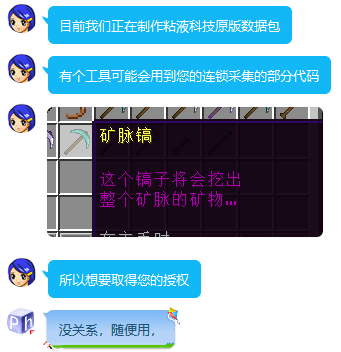 目前我们正在制作粘液科技原版数据包
有个工具可能会用到您的连锁采集的部分代码
矿脉镐
这个镐子将会挖出
整个矿脉的矿物…
所以想要取得您的授权
没关系，随便用，